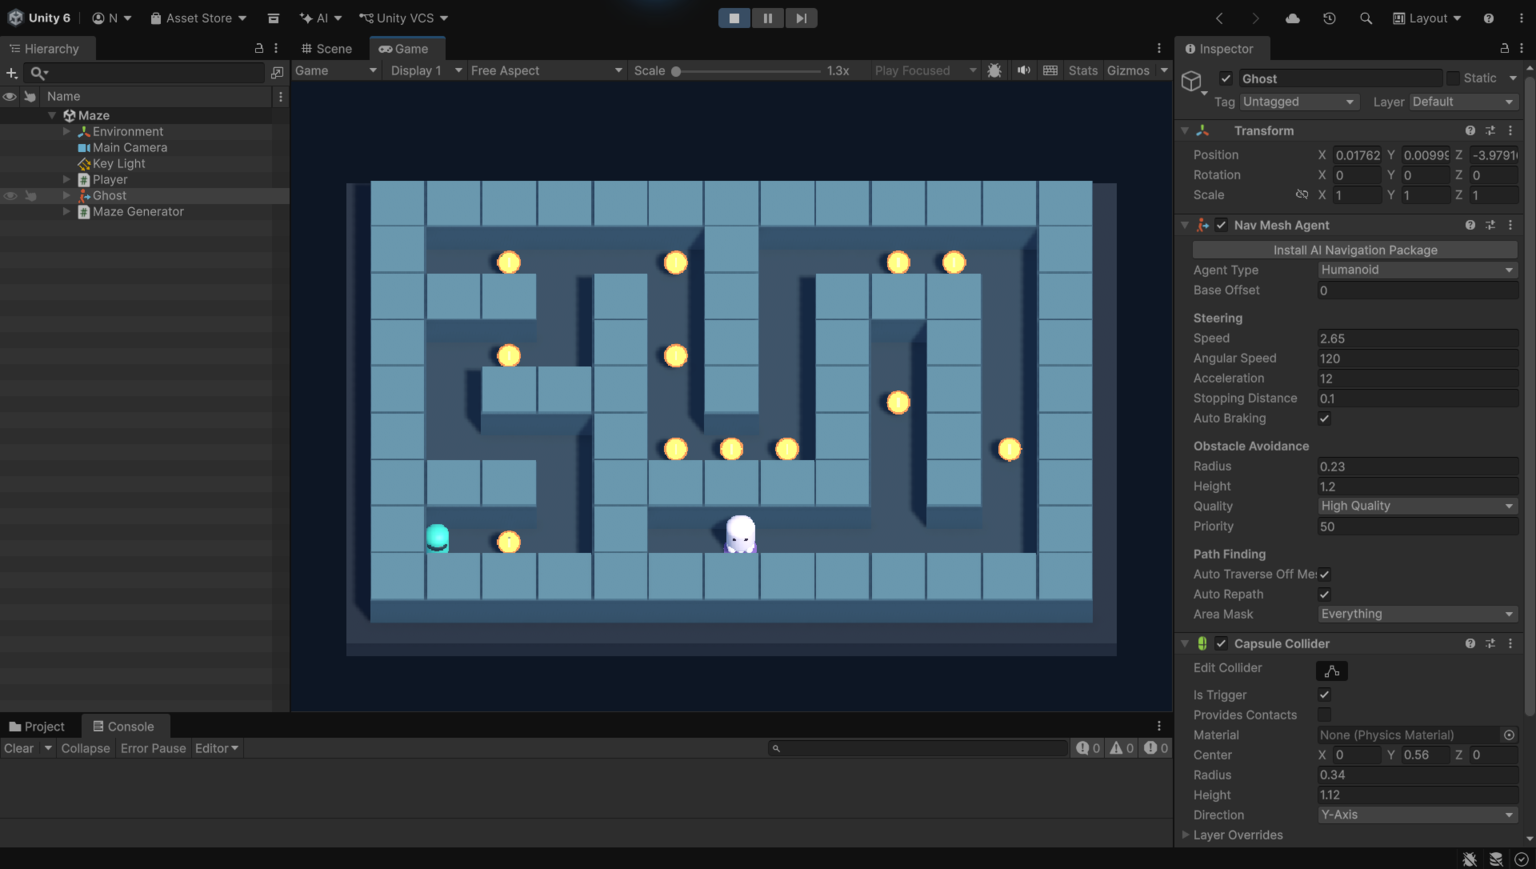 Unity 6 N Asset Store AI Unity VCS Layout
Hierarchy
Name
Maze
Environment
Main Camera
Key Light
Player
Ghost
Maze Generator
Scene Game
Game Display 1 Free Aspect Scale 1.3x Play Focused Stats Gizmos
Project Console
Clear Collapse Error Pause Editor 0 0 0
Inspector
Ghost Static
Tag Untagged Layer Default
Transform
Position X 0.01762 Y 0.00999 Z -3.9791
Rotation X 0 Y 0 Z 0
Scale X 1 Y 1 Z 1
Nav Mesh Agent
Install AI Navigation Package
Agent Type Humanoid
Base Offset 0
Steering
Speed 2.65
Angular Speed 120
Acceleration 12
Stopping Distance 0.1
Auto Braking
Obstacle Avoidance
Radius 0.23
Height 1.2
Quality High Quality
Priority 50
Path Finding
Auto Traverse Off Me
Auto Repath
Area Mask Everything
Capsule Collider
Edit Collider
Is Trigger
Provides Contacts
Material None (Physics Material)
Center X 0 Y 0.56 Z 0
Radius 0.34
Height 1.12
Direction Y-Axis
Layer Overrides